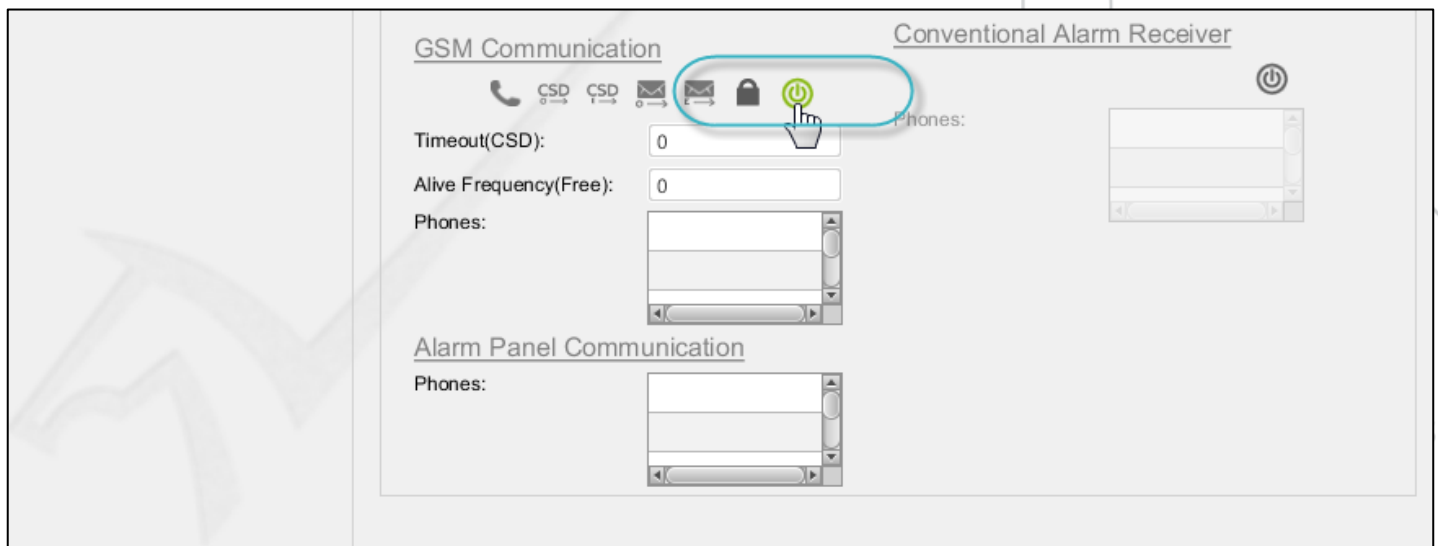 GSM Communication
Conventional Alarm Receiver
CSD CSD
Timeout(CSD): 0
Phones:
Alive Frequency(Free): 0
Phones:
Alarm Panel Communication
Phones: